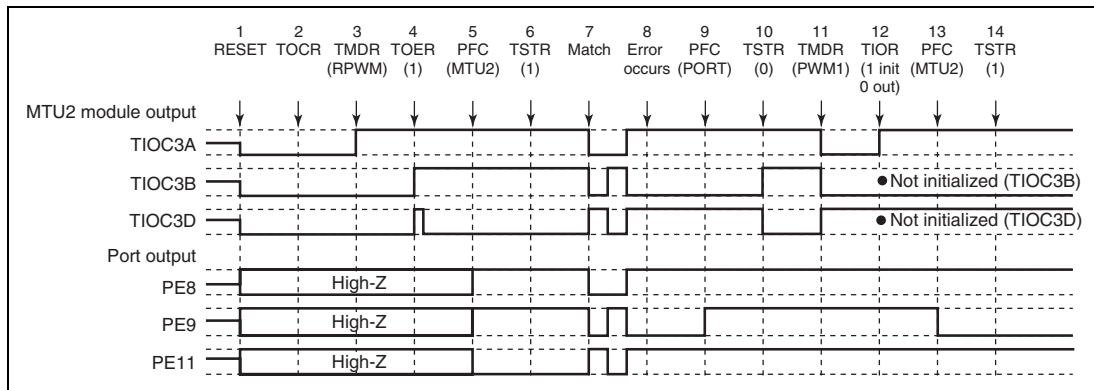 1 2 3 4 5 6 7 8 9 10 11 12 13 14
RESET TOCR TMDR TOER PFC TSTR Match Error PFC TSTR TMDR TIOR PFC TSTR
(RPWM) (1) (MTU2) (1) occurs (PORT) (0) (PWM1) (1 init (MTU2) (1)
0 out)
MTU2 module output
TIOC3A
TIOC3B ● Not initialized (TIOC3B)
TIOC3D ● Not initialized (TIOC3D)
Port output
PE8 High-Z
PE9 High-Z
PE11 High-Z